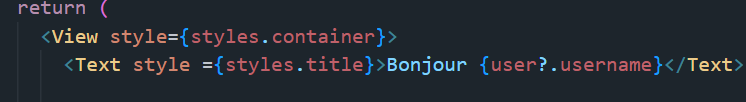 return (
<View style={styles.container}>
<Text style ={styles.title}>Bonjour {user?.username}</Text>